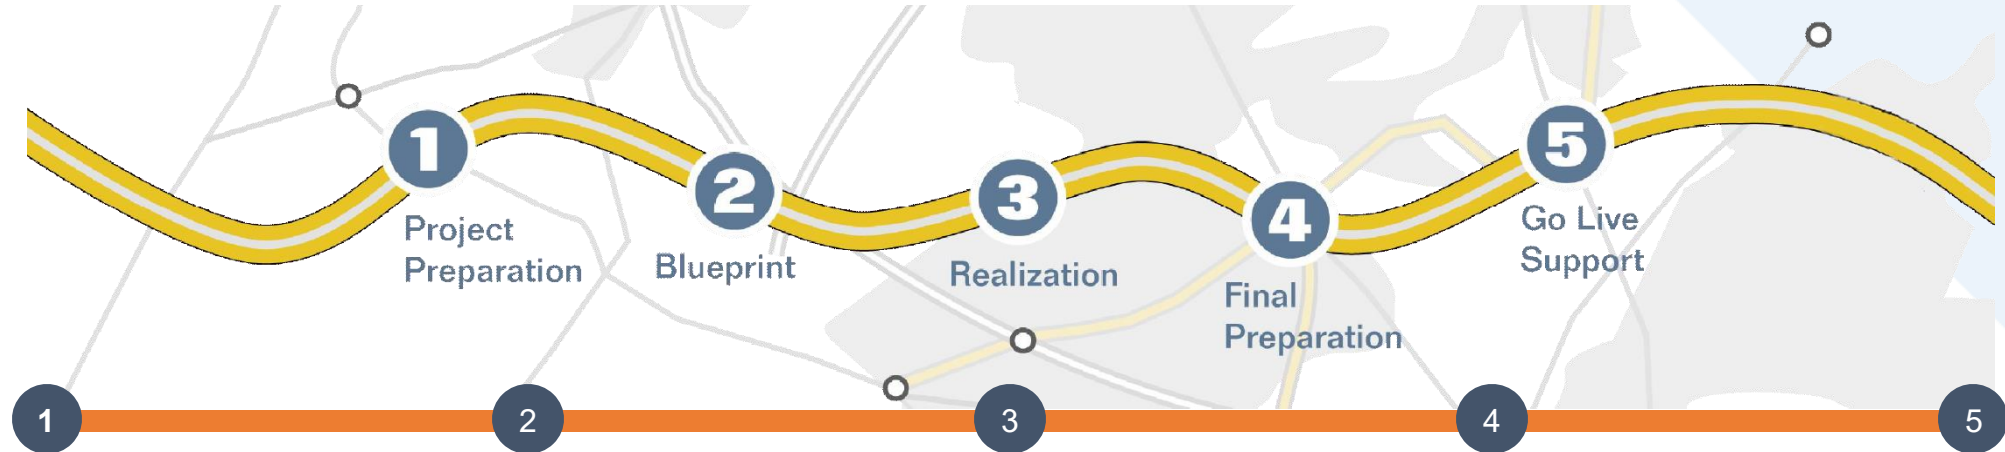 1
Project
Preparation
2
Blueprint
3
Realization
4
Final
Preparation
5
Go Live
Support
1
2
3
4
5